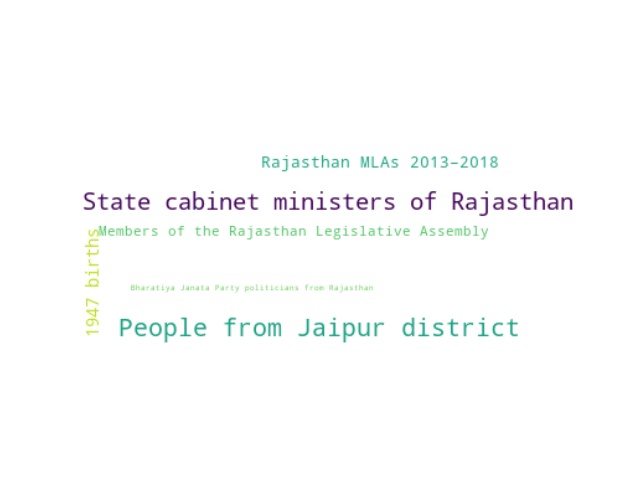 Rajasthan MLAs 2013–2018
State cabinet ministers of Rajasthan
Members of the Rajasthan Legislative Assembly
1947 births
Bharatiya Janata Party politicians from Rajasthan
People from Jaipur district